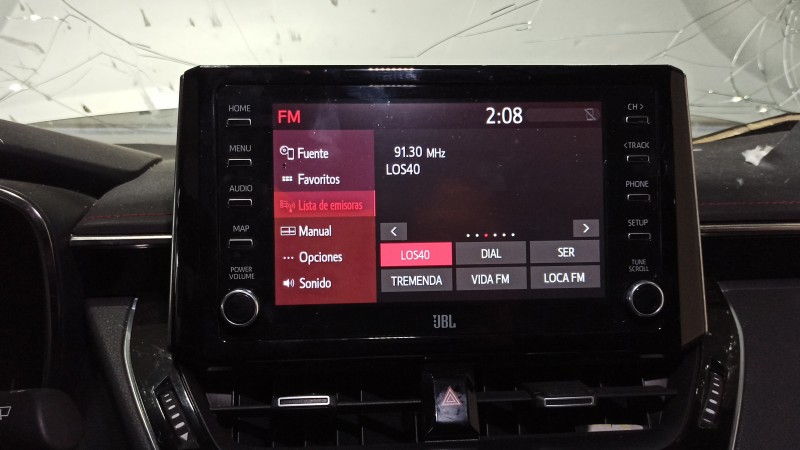 HOME
MENU
AUDIO
MAP
POWER
VOLUME
FM
2:08
Fuente
Favoritos
Lista de emisoras
Manual
Opciones
Sonido
91.30 MHz
LOS40
< >
LOS40 DIAL SER
TREMENDA VIDA FM LOCA FM
CH >
< TRACK
PHONE
SETUP
TUNE
SCROLL
JBL